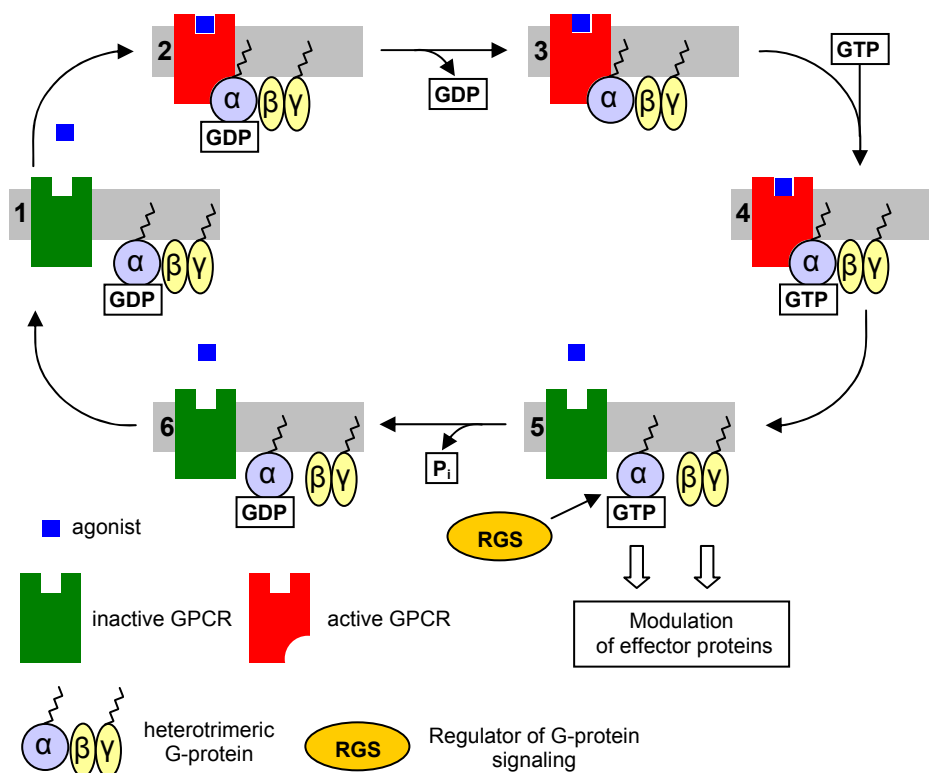 2
α
β
γ
GDP
GDP
3
α
β
γ
GTP
1
α
β
γ
GDP
4
α
β
γ
GTP
6
α
β
γ
GDP
Pi
5
α
β
γ
GTP
RGS
agonist
inactive GPCR
active GPCR
Modulation
of effector proteins
α
β
γ
heterotrimeric
G-protein
RGS
Regulator of G-protein
signaling